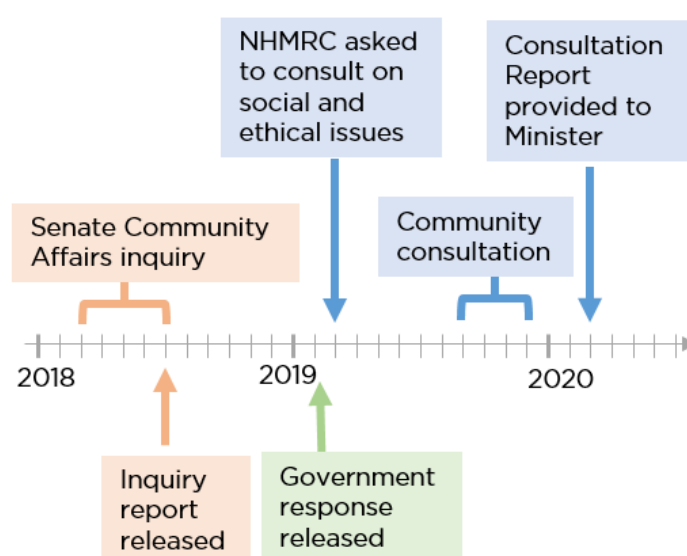 NHMRC asked
to consult on
social and
ethical issues
Consultation
Report
provided to
Minister
Senate Community
Affairs inquiry
Community
consultation
2018
2019
2020
Inquiry
report
released
Government
response
released